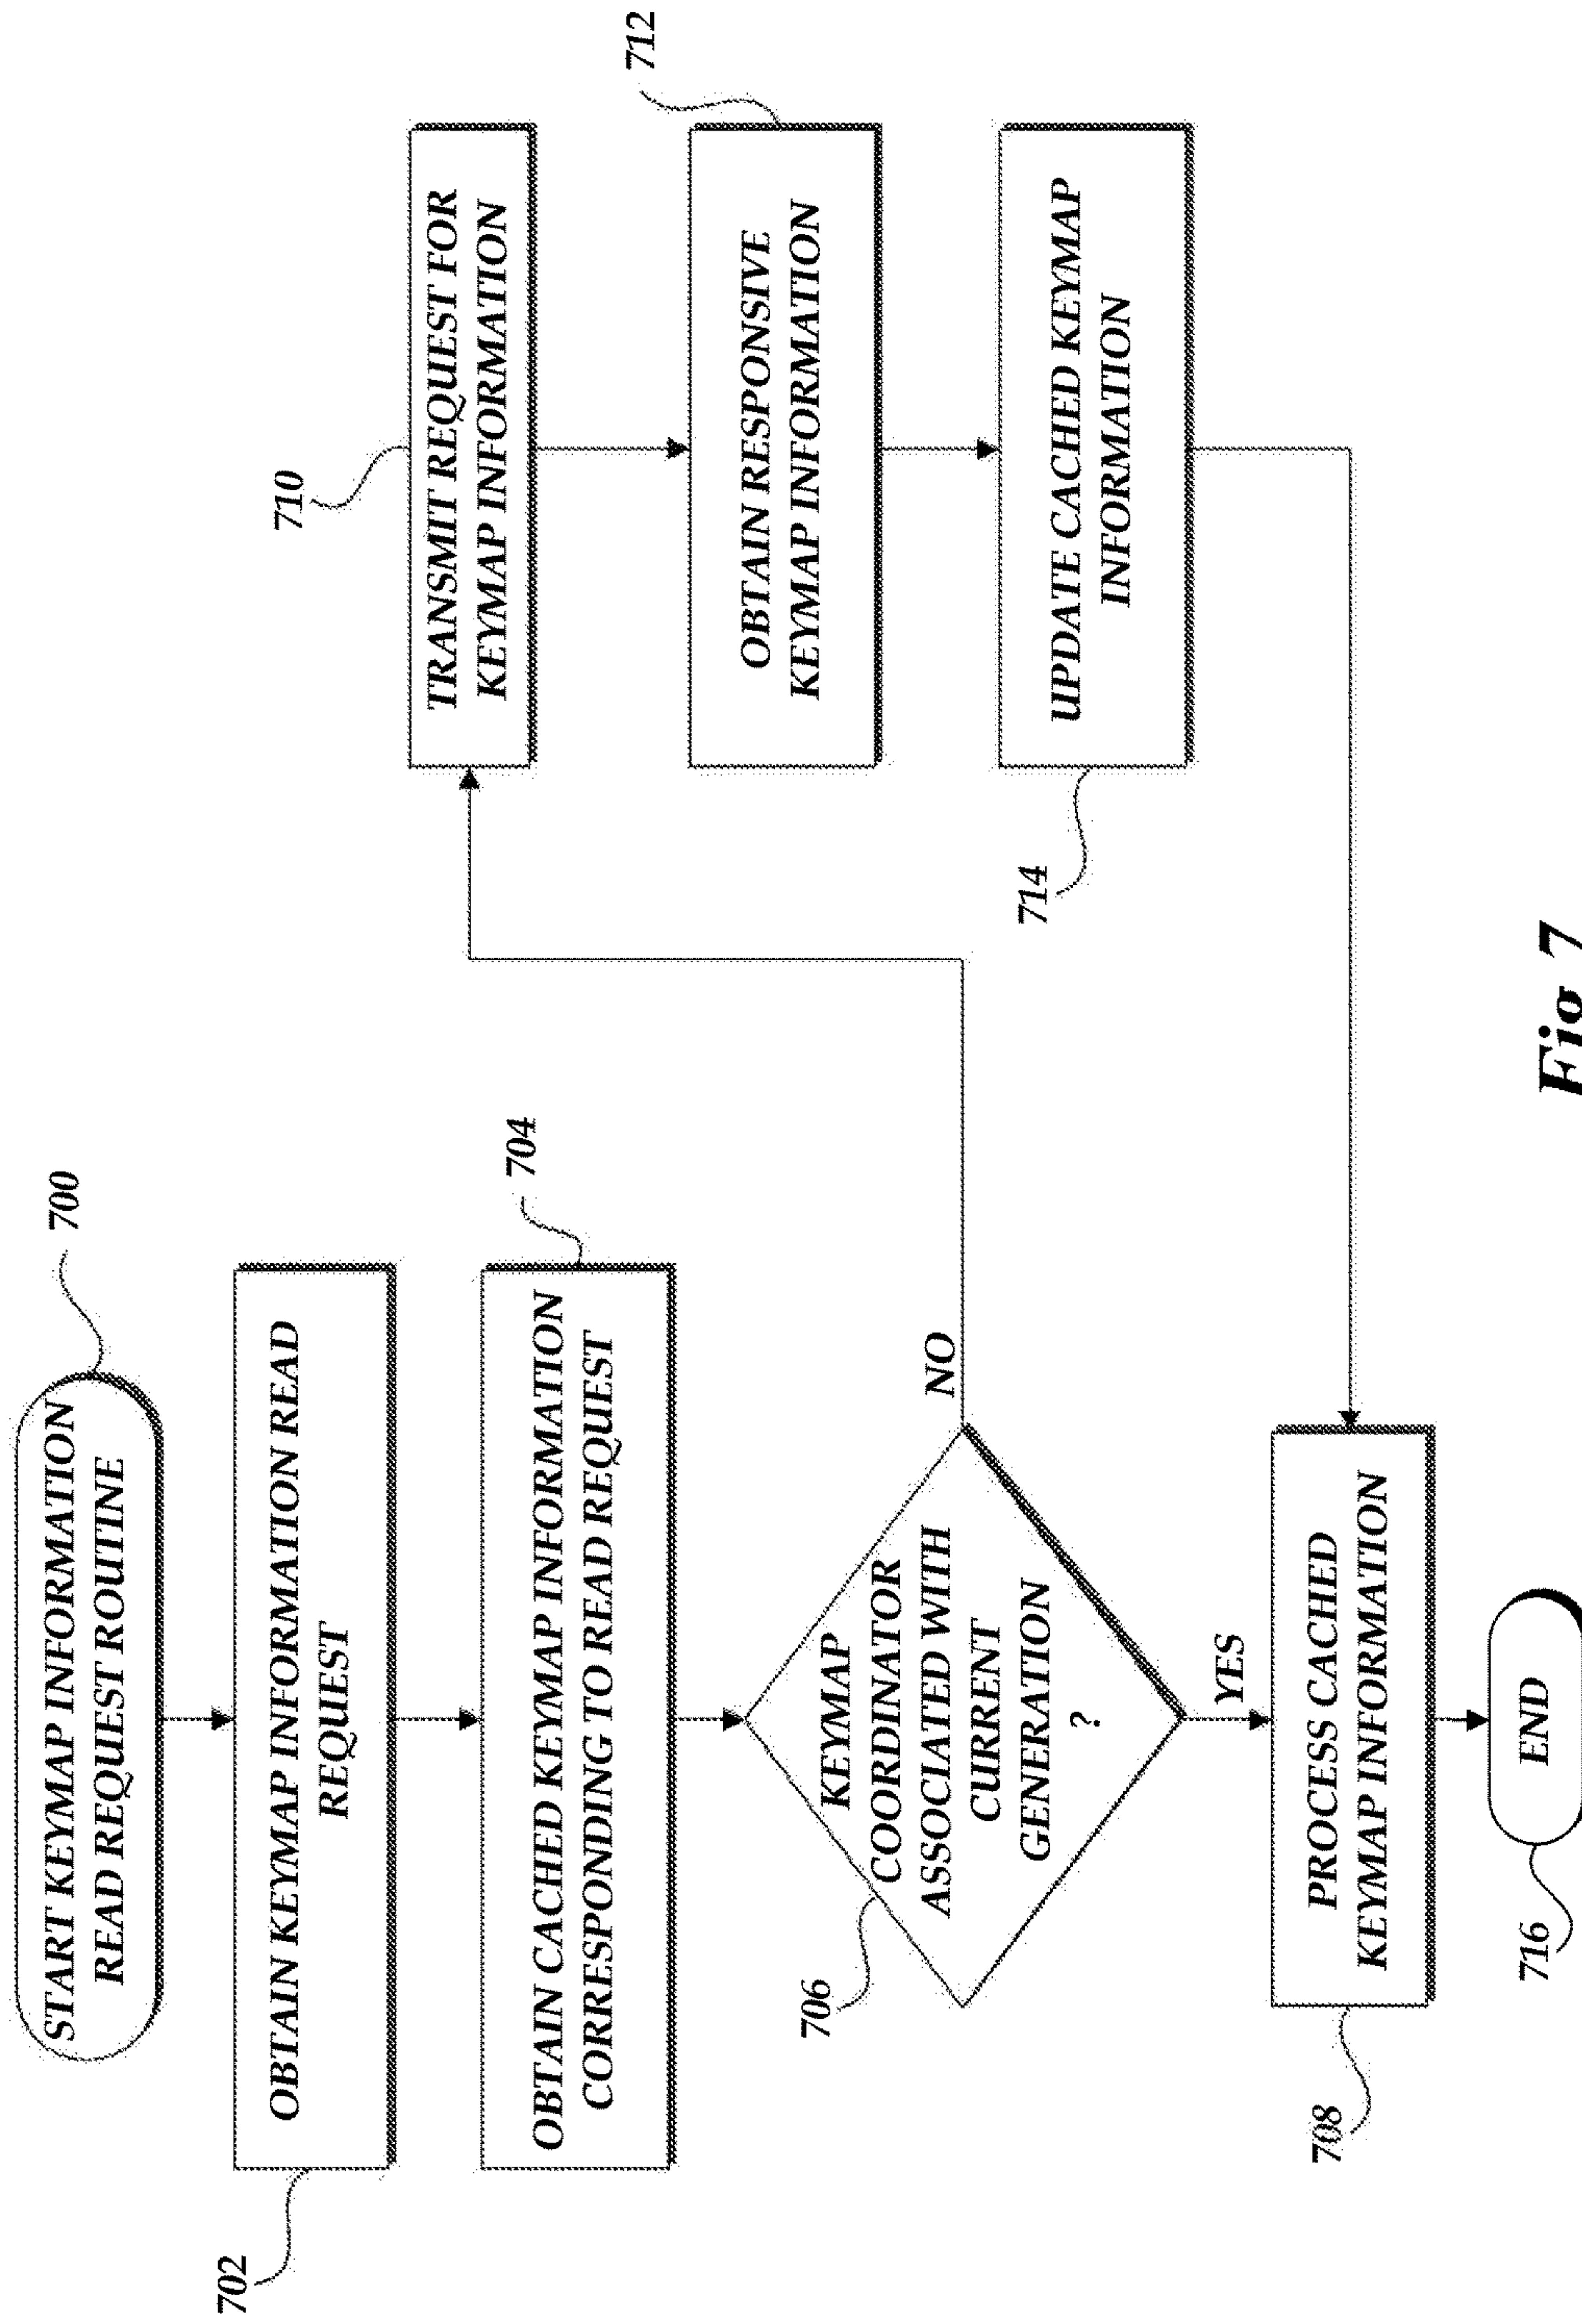 START KEYMAP INFORMATION
READ REQUEST ROUTINE
700
OBTAIN KEYMAP INFORMATION READ
REQUEST
702
OBTAIN CACHED KEYMAP INFORMATION
CORRESPONDING TO READ REQUEST
704
KEYMAP
COORDINATOR
ASSOCIATED WITH
CURRENT
GENERATION
?
706
NO
YES
PROCESS CACHED
KEYMAP INFORMATION
708
END
716
710
TRANSMIT REQUEST FOR
KEYMAP INFORMATION
712
OBTAIN RESPONSIVE
KEYMAP INFORMATION
UPDATE CACHED KEYMAP
INFORMATION
714
Fig. 7